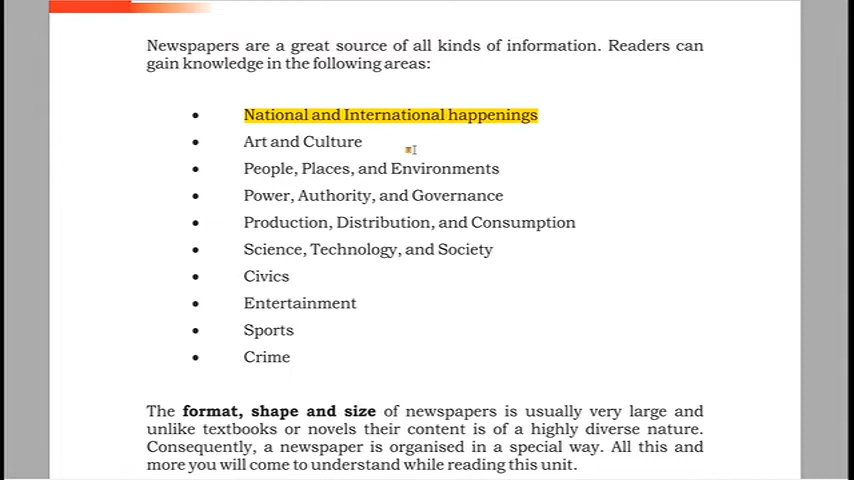 Newspapers are a great source of all kinds of information. Readers can
gain knowledge in the following areas:
• National and International happenings
• Art and Culture
• People, Places, and Environments
• Power, Authority, and Governance
• Production, Distribution, and Consumption
• Science, Technology, and Society
• Civics
• Entertainment
• Sports
• Crime
The format, shape and size of newspapers is usually very large and
unlike textbooks or novels their content is of a highly diverse nature.
Consequently, a newspaper is organised in a special way. All this and
more you will come to understand while reading this unit.